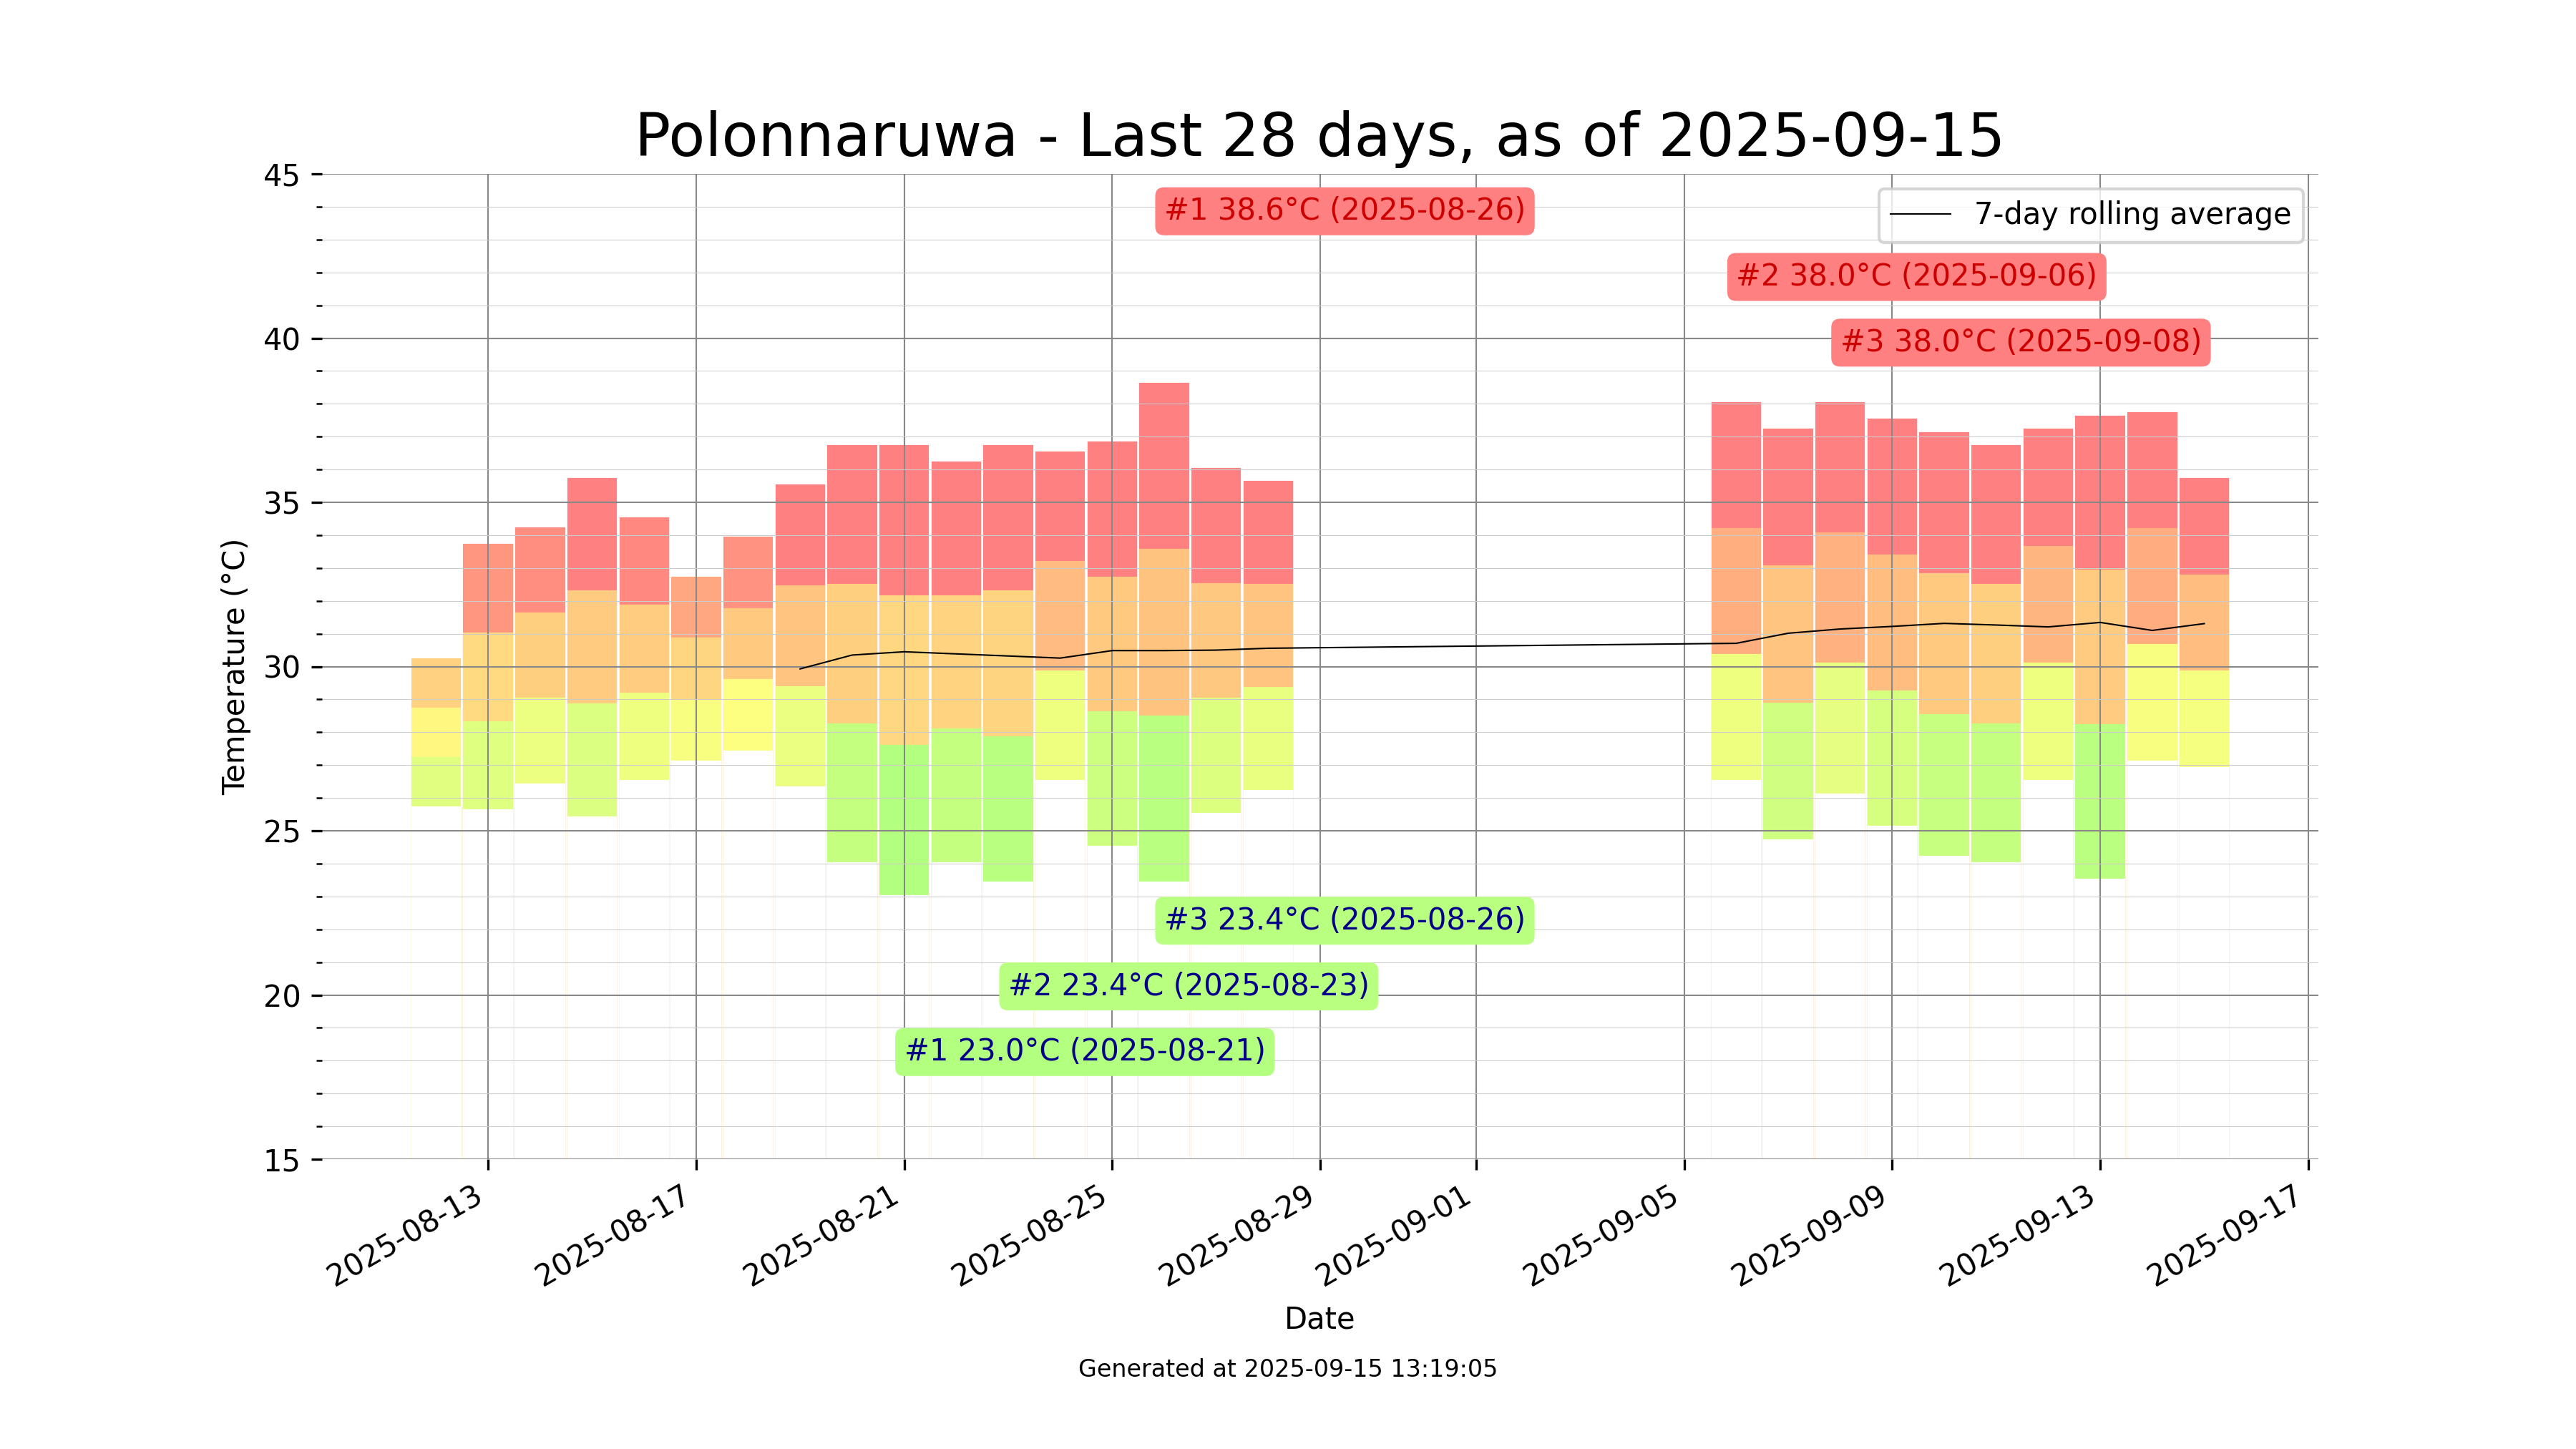 Polonnaruwa - Last 28 days, as of 2025-09-15
45
40
35
30
25
20
15
Temperature (°C)
#1 38.6°C (2025-08-26)
7-day rolling average
#2 38.0°C (2025-09-06)
#3 38.0°C (2025-09-08)
#3 23.4°C (2025-08-26)
#2 23.4°C (2025-08-23)
#1 23.0°C (2025-08-21)
2025-08-13
2025-08-17
2025-08-21
2025-08-25
2025-08-29
2025-09-01
2025-09-05
2025-09-09
2025-09-13
2025-09-17
Date
Generated at 2025-09-15 13:19:05